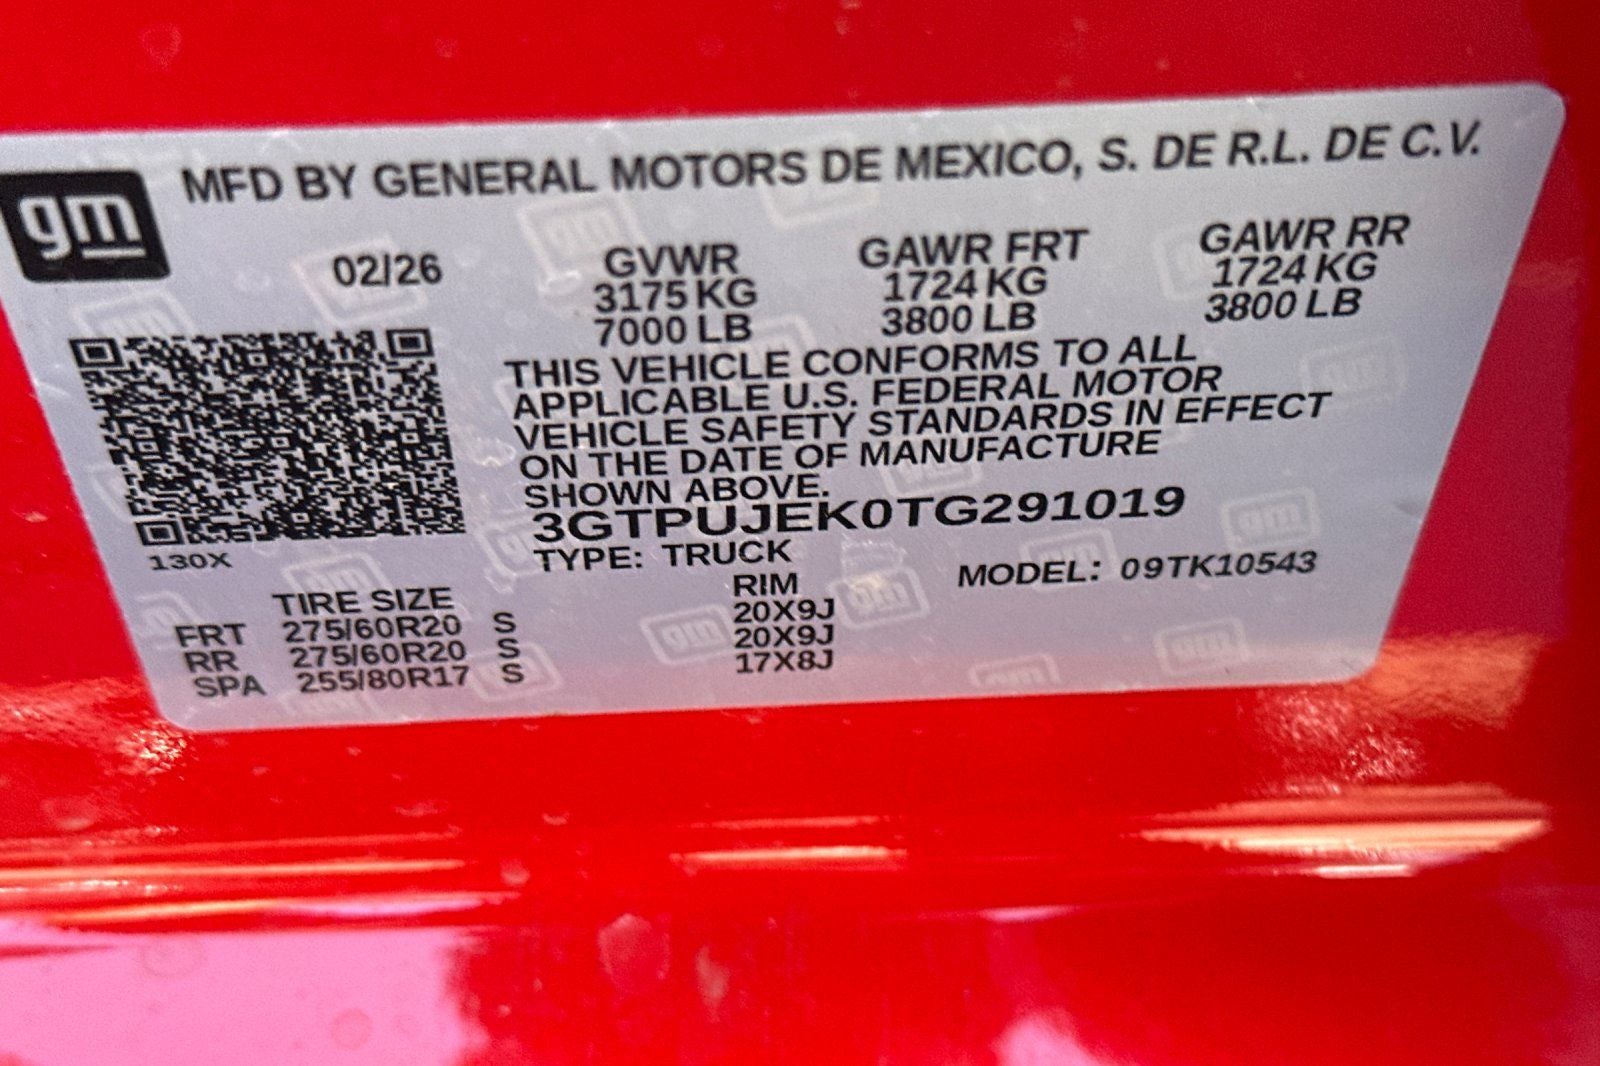 gm
MFD BY GENERAL MOTORS DE MEXICO, S. DE R.L. DE C.V.
02/26
GVWR
3175 KG
7000 LB
GAWR FRT
1724 KG
3800 LB
GAWR RR
1724 KG
3800 LB
THIS VEHICLE CONFORMS TO ALL
APPLICABLE U.S. FEDERAL MOTOR
VEHICLE SAFETY STANDARDS IN EFFECT
ON THE DATE OF MANUFACTURE
SHOWN ABOVE.
3GTPUJEK0TG291019
TYPE: TRUCK
MODEL: 09TK10543
130X
TIRE SIZE RIM
FRT 275/60R20 S 20X9J
RR 275/60R20 S 20X9J
SPA 255/80R17 S 17X8J